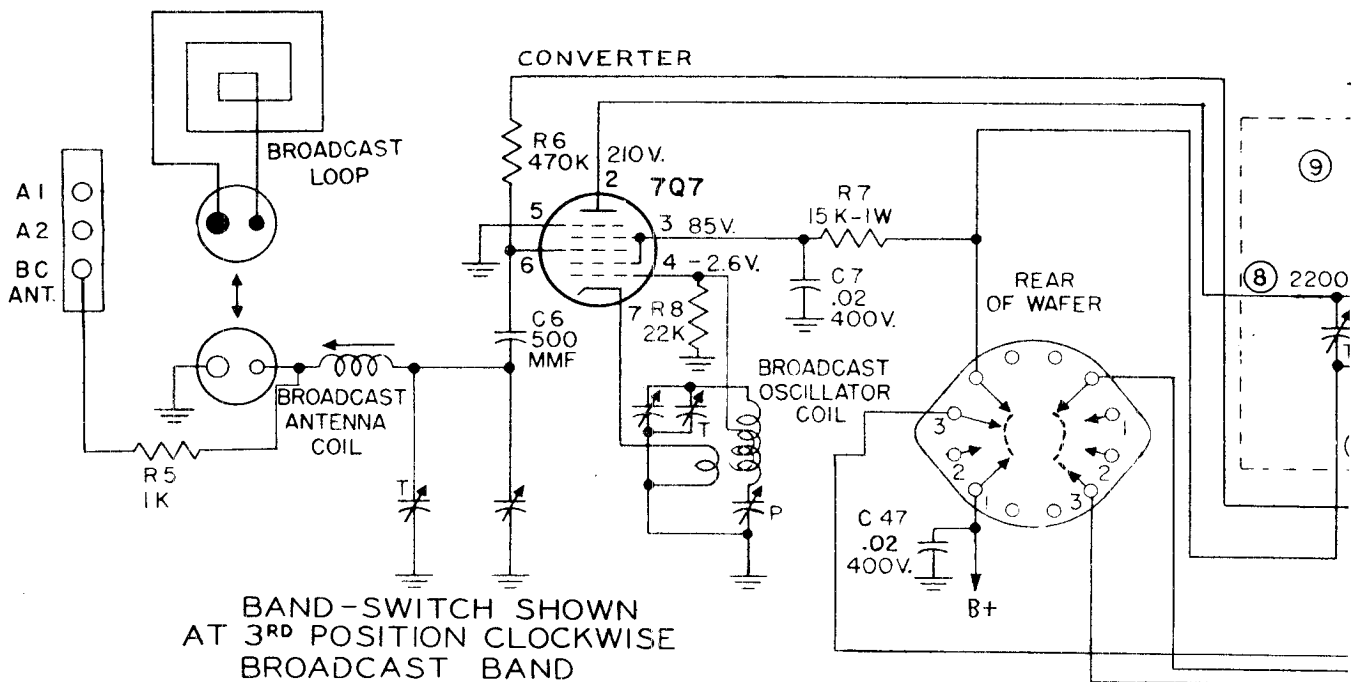 CONVERTER
BROADCAST
LOOP
A1
A2
BC
ANT.
R6
470K
210V.
2
7Q7
5
6
3
85V.
4
-2.6V.
7
R8
22K
C6
500
MMF
R7
15K-1W
C7
.02
400V.
REAR
OF WAFER
9
8
2200
T
BROADCAST
ANTENNA
COIL
R5
1K
T
BROADCAST
OSCILLATOR
COIL
T
P
3
2
1
1
2
3
C47
.02
400V.
B+
BAND-SWITCH SHOWN
AT 3RD POSITION CLOCKWISE
BROADCAST BAND